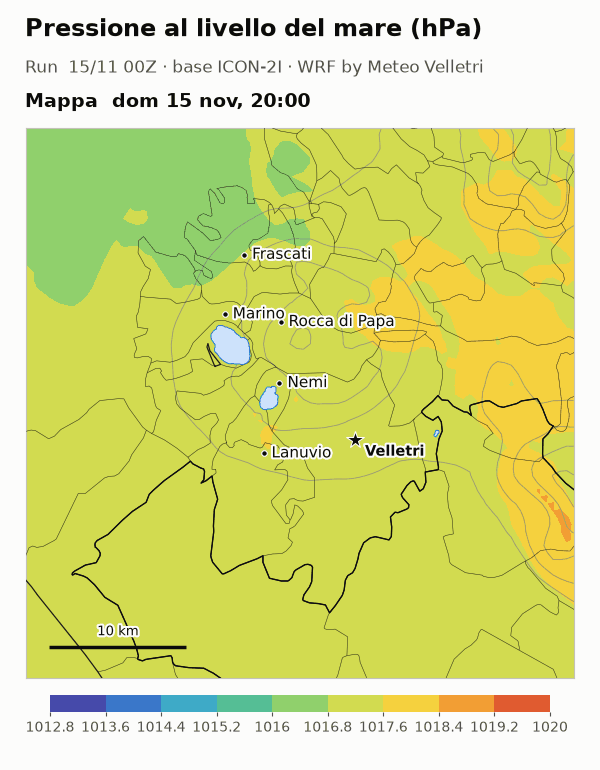 Pressione al livello del mare (hPa)
Run  15/11 00Z · base ICON-2I · WRF by Meteo Velletri
Mappa  dom 15 nov, 20:00
Frascati
Marino
Rocca di Papa
Nemi
Velletri
Lanuvio
10 km
1012.8 1013.6 1014.4 1015.2 1016 1016.8 1017.6 1018.4 1019.2 1020